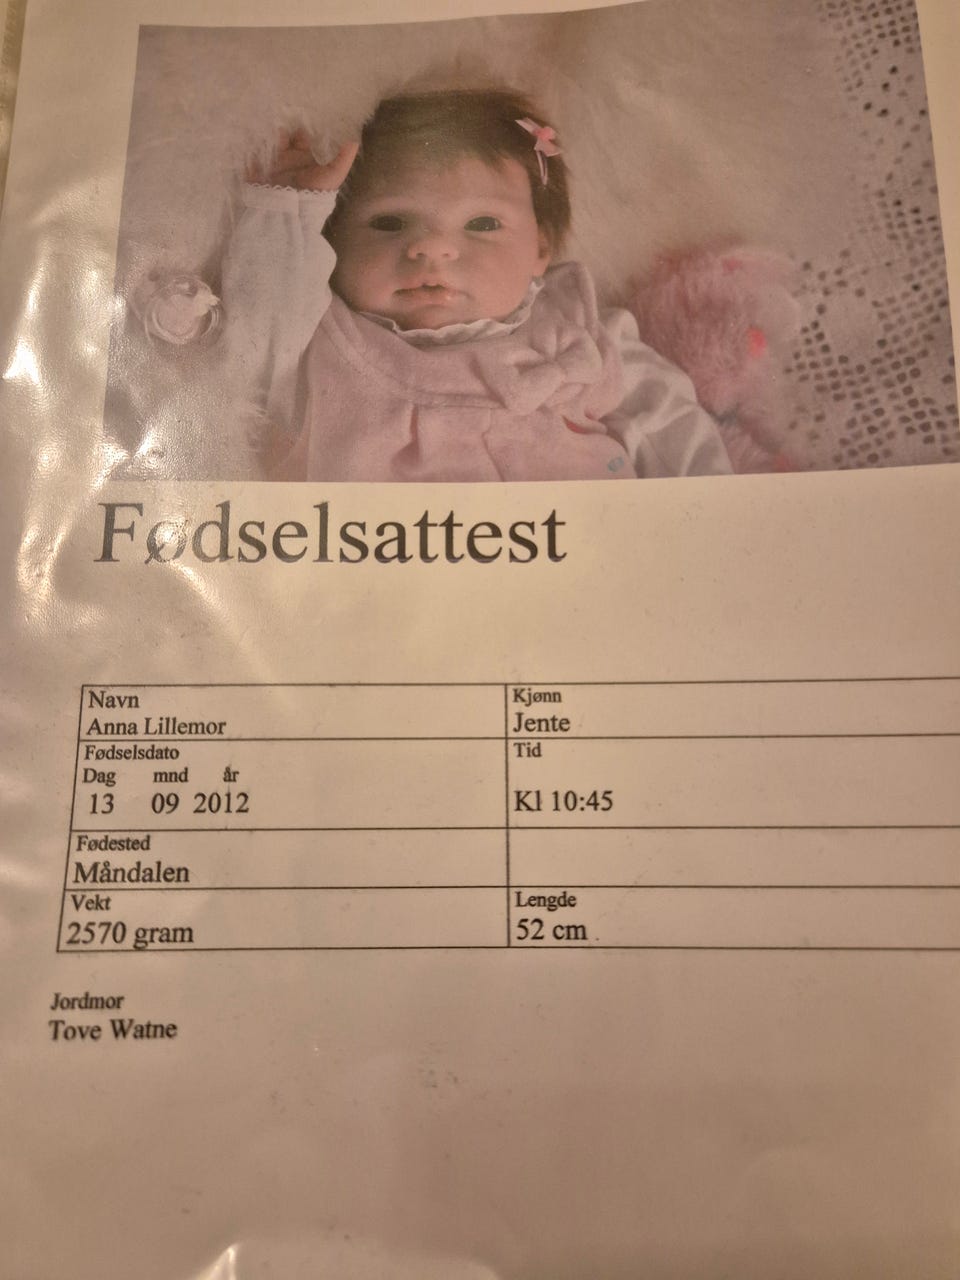 Fødselsattest
Navn
Anna Lillemor
Kjønn
Jente
Fødselsdato
Dag mnd år
13 09 2012
Tid
Kl 10:45
Fødested
Måndalen
Vekt
2570 gram
Lengde
52 cm
Jordmor
Tove Watne